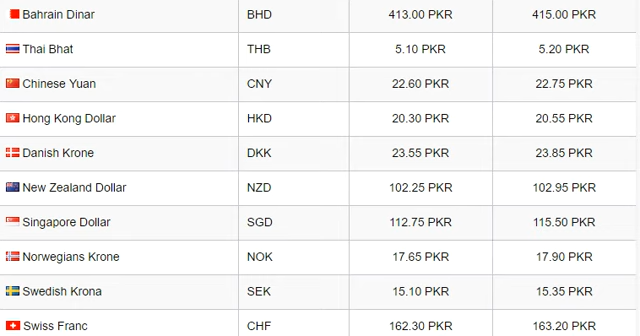 Bahrain Dinar BHD 413.00 PKR 415.00 PKR
Thai Bhat THB 5.10 PKR 5.20 PKR
Chinese Yuan CNY 22.60 PKR 22.75 PKR
Hong Kong Dollar HKD 20.30 PKR 20.55 PKR
Danish Krone DKK 23.55 PKR 23.85 PKR
New Zealand Dollar NZD 102.25 PKR 102.95 PKR
Singapore Dollar SGD 112.75 PKR 115.50 PKR
Norwegians Krone NOK 17.65 PKR 17.90 PKR
Swedish Krona SEK 15.10 PKR 15.35 PKR
Swiss Franc CHF 162.30 PKR 163.20 PKR